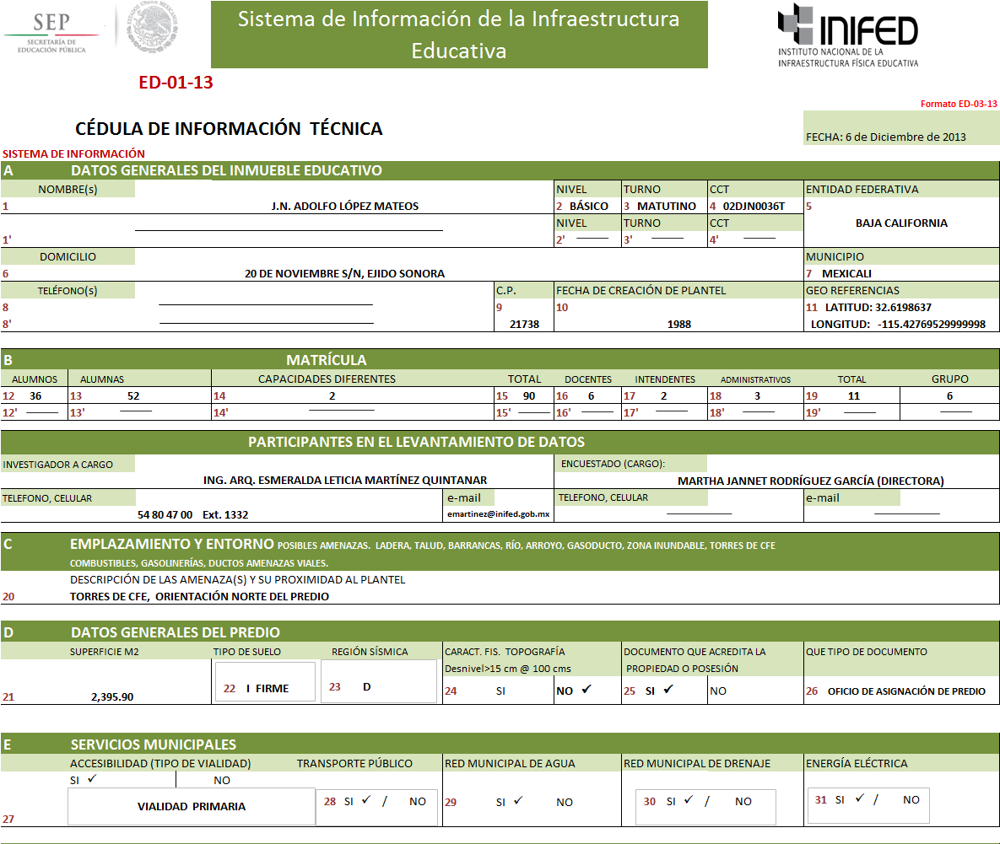 SEP
SECRETARÍA DE
EDUCACIÓN PÚBLICA
ESTADOS UNIDOS MEXICANOS
Sistema de Información de la Infraestructura
Educativa
INIFED
INSTITUTO NACIONAL DE LA
INFRAESTRUCTURA FÍSICA EDUCATIVA
ED-01-13
Formato ED-03-13
CÉDULA DE INFORMACIÓN TÉCNICA
FECHA: 6 de Diciembre de 2013
SISTEMA DE INFORMACIÓN
A DATOS GENERALES DEL INMUEBLE EDUCATIVO
NOMBRE(s) NIVEL TURNO CCT ENTIDAD FEDERATIVA
1 J.N. ADOLFO LÓPEZ MATEOS 2 BÁSICO 3 MATUTINO 4 02DJN0036T 5
NIVEL TURNO CCT BAJA CALIFORNIA
1' 2' 3' 4'
DOMICILIO MUNICIPIO
6 20 DE NOVIEMBRE S/N, EJIDO SONORA 7 MEXICALI
TELÉFONO(s) C.P. FECHA DE CREACIÓN DE PLANTEL GEO REFERENCIAS
8 9 10 11 LATITUD: 32.6198637
8' 21738 1988 LONGITUD: -115.42769529999998
B MATRÍCULA
ALUMNOS ALUMNAS CAPACIDADES DIFERENTES TOTAL DOCENTES INTENDENTES ADMINISTRATIVOS TOTAL GRUPO
12 36 13 52 14 2 15 90 16 6 17 2 18 3 19 11 6
12' 13' 14' 15' 16' 17' 18' 19'
PARTICIPANTES EN EL LEVANTAMIENTO DE DATOS
INVESTIGADOR A CARGO ENCUESTADO (CARGO):
ING. ARQ. ESMERALDA LETICIA MARTÍNEZ QUINTANAR MARTHA JANNET RODRÍGUEZ GARCÍA (DIRECTORA)
TELEFONO, CELULAR e-mail TELEFONO, CELULAR e-mail
54 80 47 00 Ext. 1332 emartinez@inifed.gob.mx
C EMPLAZAMIENTO Y ENTORNO POSIBLES AMENAZAS. LADERA, TALUD, BARRANCAS, RÍO, ARROYO, GASODUCTO, ZONA INUNDABLE, TORRES DE CFE
COMBUSTIBLES, GASOLINERÍAS, DUCTOS AMENAZAS VIALES.
DESCRIPCIÓN DE LAS AMENAZA(S) Y SU PROXIMIDAD AL PLANTEL
20 TORRES DE CFE, ORIENTACIÓN NORTE DEL PREDIO
D DATOS GENERALES DEL PREDIO
SUPERFICIE M2 TIPO DE SUELO REGIÓN SÍSMICA CARACT. FIS. TOPOGRAFÍA DOCUMENTO QUE ACREDITA LA QUE TIPO DE DOCUMENTO
Desnivel>15 cm @ 100 cms PROPIEDAD O POSESIÓN
21 2,395.90 22 I FIRME 23 D 24 SI NO ✓ 25 SI ✓ NO 26 OFICIO DE ASIGNACIÓN DE PREDIO
E SERVICIOS MUNICIPALES
ACCESIBILIDAD (TIPO DE VIALIDAD) TRANSPORTE PÚBLICO RED MUNICIPAL DE AGUA RED MUNICIPAL DE DRENAJE ENERGÍA ELÉCTRICA
SI ✓ NO
27 VIALIDAD PRIMARIA 28 SI ✓ / NO 29 SI ✓ NO 30 SI ✓ / NO 31 SI ✓ / NO